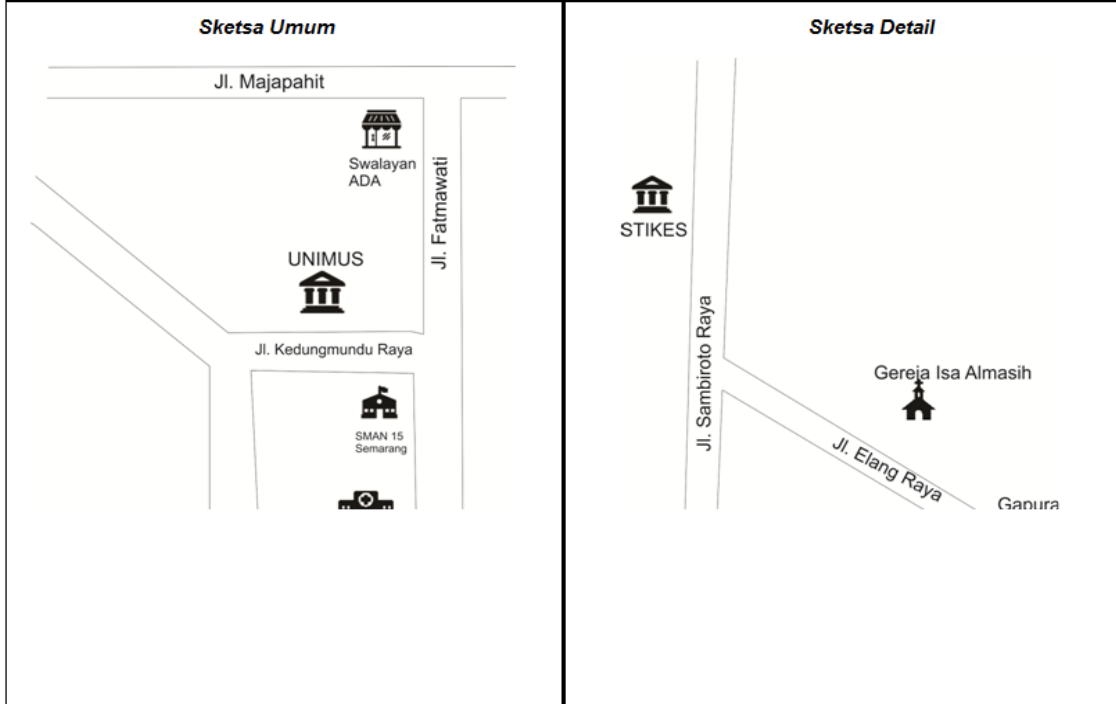 Sketsa Umum
Jl. Majapahit
Swalayan
ADA
Jl. Fatmawati
UNIMUS
Jl. Kedungmundu Raya
SMAN 15
Semarang
Sketsa Detail
STIKES
Jl. Sambiroto Raya
Gereja Isa Almasih
Jl. Elang Raya
Gapura